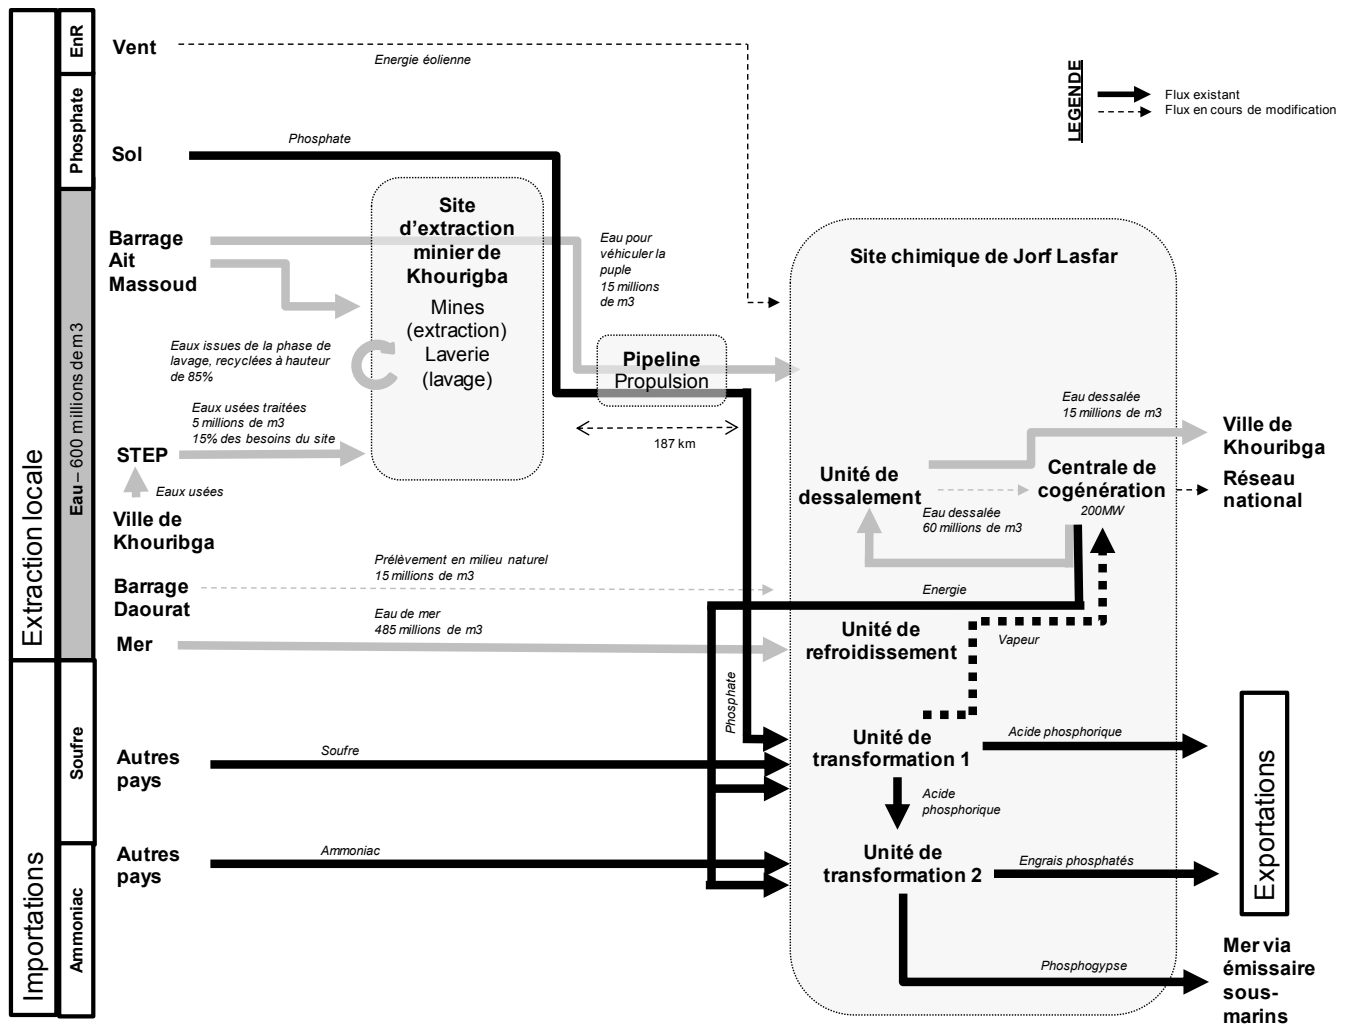 Extraction locale
Importations
EnR
Phosphate
Eau – 600 millions de m3
Soufre
Ammoniac
Vent
Energie éolienne
LEGENDE
Flux existant
Flux en cours de modification
Sol
Phosphate
Barrage
Ait
Massoud
Site
d'extraction
minier de
Khourigba
Mines
(extraction)
Laverie
(lavage)
Eau pour
véhiculer la
puple
15 millions
de m3
Eaux issues de la phase de
lavage, recyclées à hauteur
de 85%
Pipeline
Propulsion
187 km
Eaux usées traitées
5 millions de m3
15% des besoins du site
STEP
Eaux usées
Ville de
Khouribga
Site chimique de Jorf Lasfar
Eau dessalée
15 millions de m3
Ville de
Khouribga
Unité de
dessalement
Centrale de
cogénération
200MW
Réseau
national
Eau dessalée
60 millions de m3
Prélèvement en milieu naturel
15 millions de m3
Barrage
Daourat
Energie
Eau de mer
485 millions de m3
Mer
Unité de
refroidissement
Vapeur
Phosphate
Autres
pays
Soufre
Unité de
transformation 1
Acide phosphorique
Acide
phosphorique
Exportations
Autres
pays
Ammoniac
Unité de
transformation 2
Engrais phosphatés
Phosphogypse
Mer via
émissaire
sous-
marins